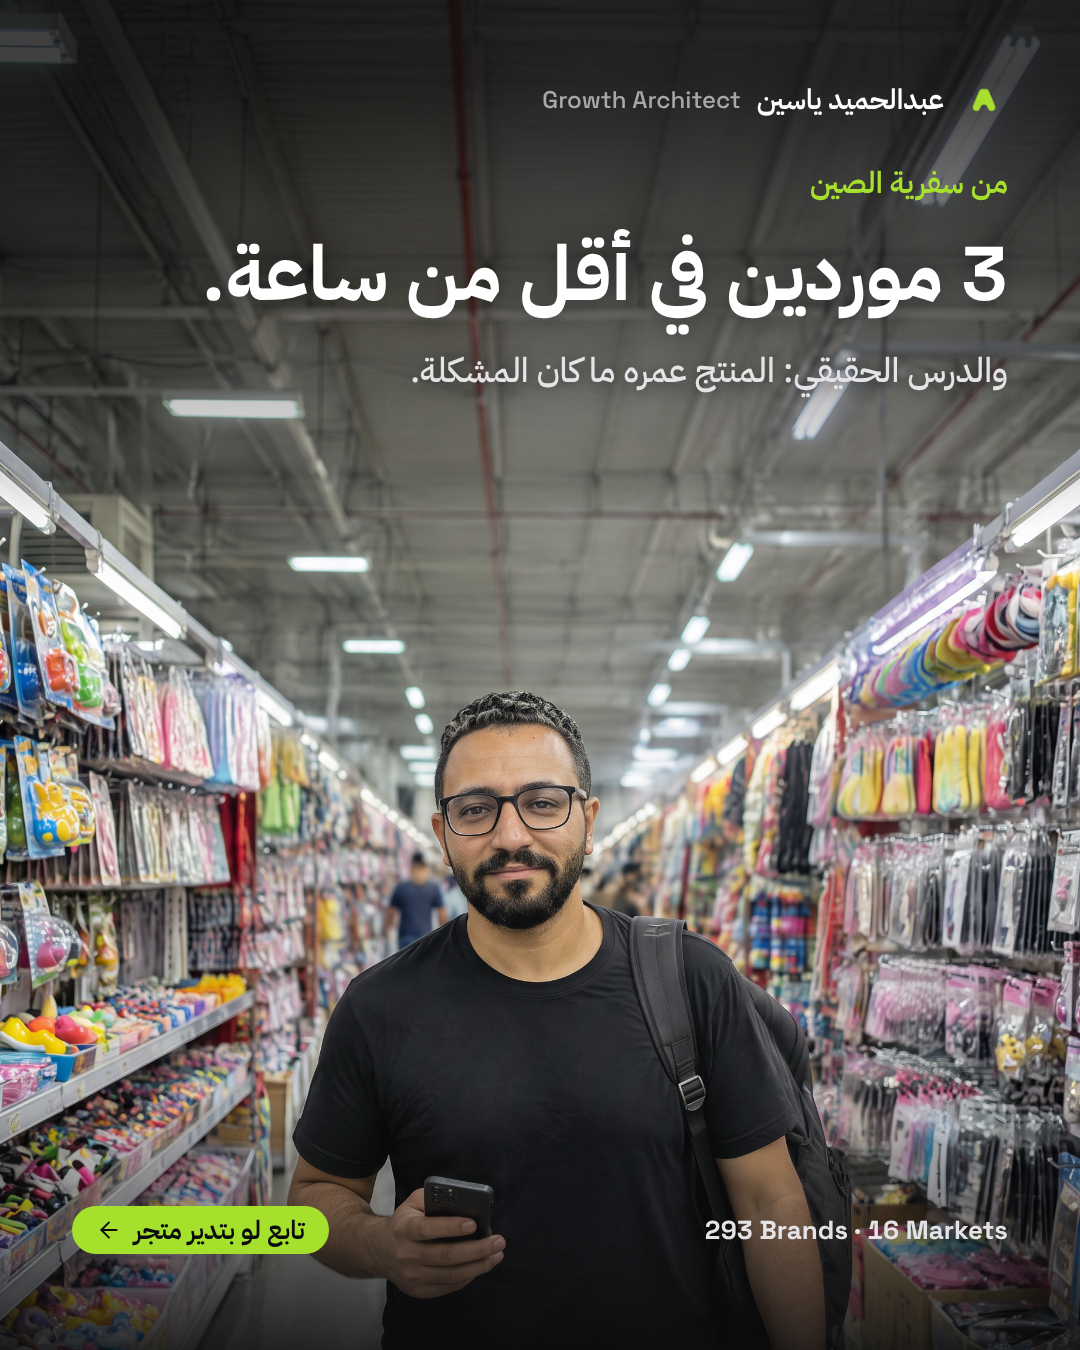 عبدالحميد ياسين Growth Architect
من سفرية الصين
3 موردين في أقل من ساعة.
والدرس الحقيقي: المنتج عمره ما كان المشكلة.
تابع لو بتدير متجر ←
293 Brands · 16 Markets